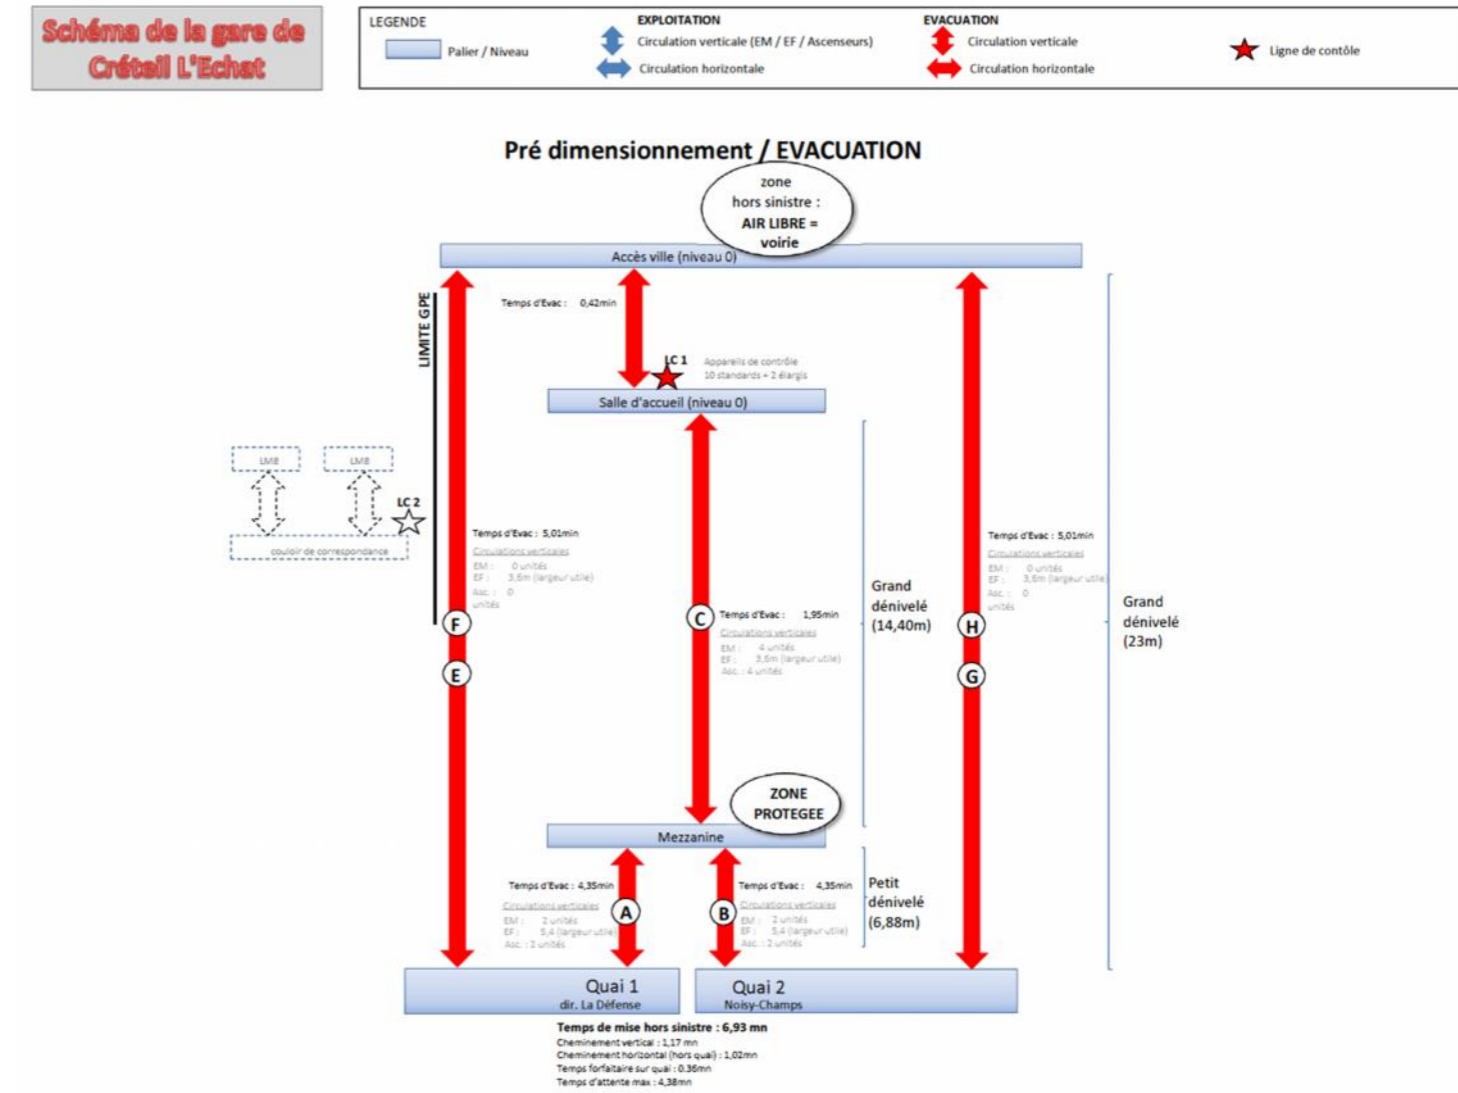 Schéma de la gare de
Créteil L'Echat
LEGENDE
Palier / Niveau
EXPLOITATION
Circulation verticale (EM / EF / Ascenseurs)
Circulation horizontale
EVACUATION
Circulation verticale
Circulation horizontale
Ligne de contôle
Pré dimensionnement / EVACUATION
zone
hors sinistre :
AIR LIBRE =
voirie
Accès ville (niveau 0)
LIMITE GPE
Temps d'Evac : 0,42min
LC 1
Appareils de contrôle
10 standards + 2 élargis
Salle d'accueil (niveau 0)
LM8
LM8
LC 2
couloir de correspondance
Temps d'Evac : 5,01min
Circulations verticales
EM : 0 unités
EF : 3,6m (largeur utile)
Asc. : 0
unités
F
E
C
Temps d'Evac : 1,95min
Circulations verticales
EM : 4 unités
EF : 3,6m (largeur utile)
Asc. : 4 unités
Grand
dénivelé
(14,40m)
Temps d'Evac : 5,01min
Circulations verticales
EM : 0 unités
EF : 3,6m (largeur utile)
Asc. : 0
unités
H
G
Grand
dénivelé
(23m)
ZONE
PROTEGEE
Mezzanine
Temps d'Evac : 4,35min
Circulations verticales
EM : 2 unités
EF : 5,4 (largeur utile)
Asc. : 2 unités
A
B
Temps d'Evac : 4,35min
Circulations verticales
EM : 2 unités
EF : 5,4 (largeur utile)
Asc. : 2 unités
Petit
dénivelé
(6,88m)
Quai 1
dir. La Défense
Quai 2
Noisy-Champs
Temps de mise hors sinistre : 6,93 mn
Cheminement vertical : 1,17 mn
Cheminement horizontal (hors quai) : 1,02mn
Temps forfaitaire sur quai : 0.36mn
Temps d'attente max : 4,38mn